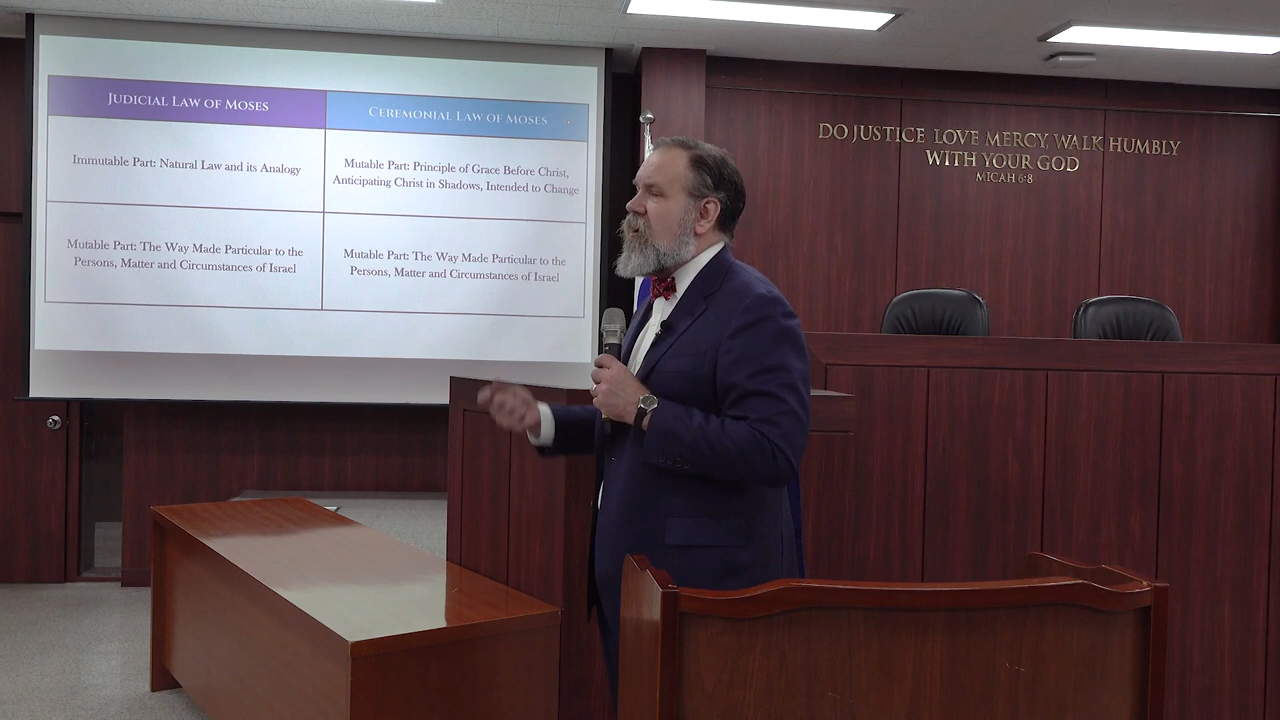 JUDICIAL LAW OF MOSES
CEREMONIAL LAW OF MOSES
Immutable Part: Natural Law and its Analogy
Mutable Part: Principle of Grace Before Christ,
Anticipating Christ in Shadows, Intended to Change
Mutable Part: The Way Made Particular to the
Persons, Matter and Circumstances of Israel
Mutable Part: The Way Made Particular to the
Persons, Matter and Circumstances of Israel
DO JUSTICE LOVE MERCY, WALK HUMBLY
WITH YOUR GOD
MICAH 6:8